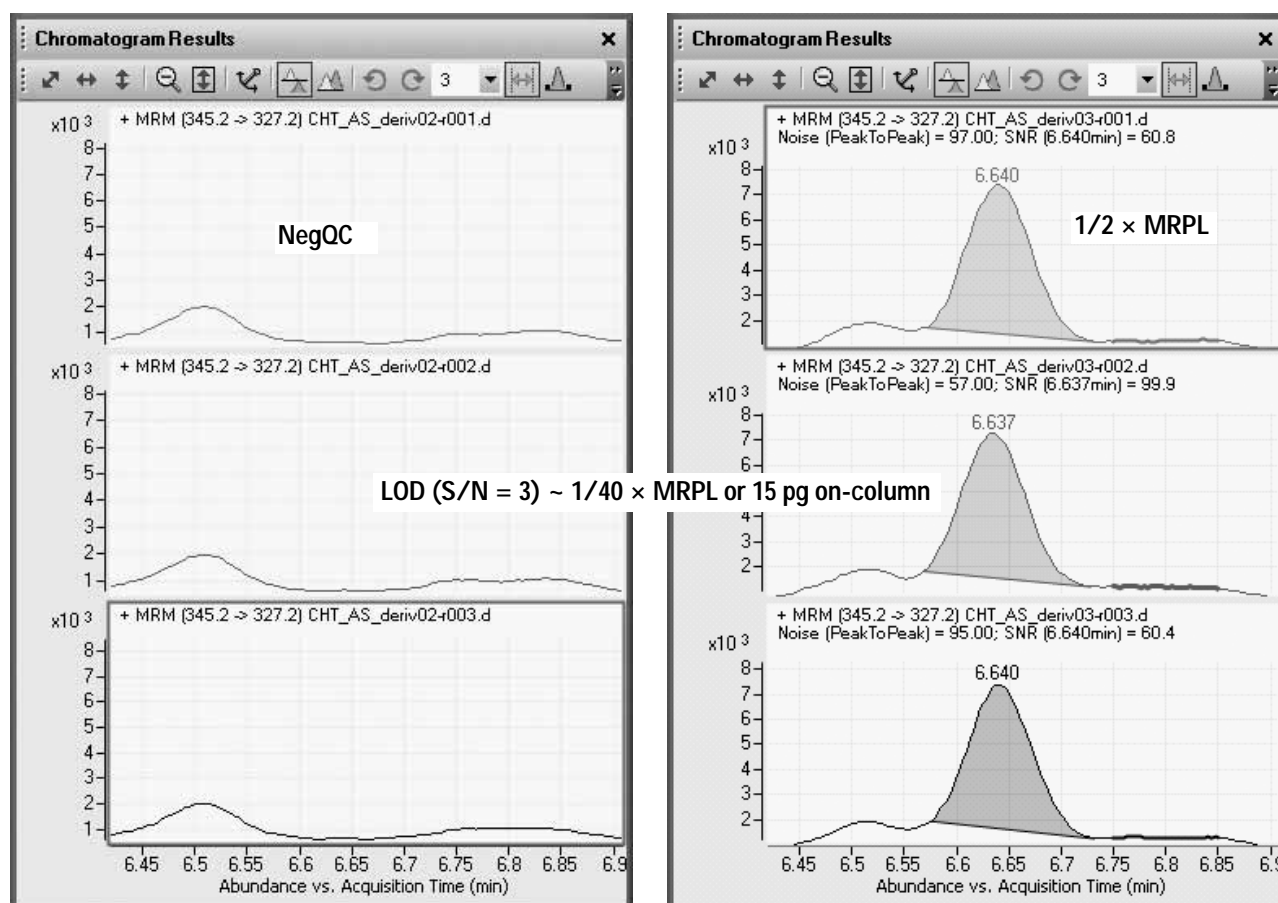 Chromatogram Results
3
+ MRM (345.2 -> 327.2) CHT_AS_deriv02-r001.d
x10 3
8
7
6
5
4
3
2
1
NegQC
+ MRM (345.2 -> 327.2) CHT_AS_deriv02-r002.d
x10 3
8
7
6
5
4
3
2
1
+ MRM (345.2 -> 327.2) CHT_AS_deriv02-r003.d
x10 3
8
7
6
5
4
3
2
1
6.45 6.5 6.55 6.6 6.65 6.7 6.75 6.8 6.85 6.9
Abundance vs. Acquisition Time (min)
LOD (S/N = 3) ~ 1/40 × MRPL or 15 pg on-column
Chromatogram Results
3
+ MRM (345.2 -> 327.2) CHT_AS_deriv03-r001.d
Noise (PeakToPeak) = 97.00; SNR (6.640min) = 60.8
x10 3
8
7
6
5
4
3
2
6.640
1/2 × MRPL
+ MRM (345.2 -> 327.2) CHT_AS_deriv03-r002.d
Noise (PeakToPeak) = 57.00; SNR (6.637min) = 99.9
x10 3
8
7
6
4
3
2
6.637
+ MRM (345.2 -> 327.2) CHT_AS_deriv03-r003.d
Noise (PeakToPeak) = 95.00; SNR (6.640min) = 60.4
x10 3
8
7
6
5
4
3
2
6.640
6.45 6.5 6.55 6.6 6.65 6.7 6.75 6.8 6.85
Abundance vs. Acquisition Time (min)